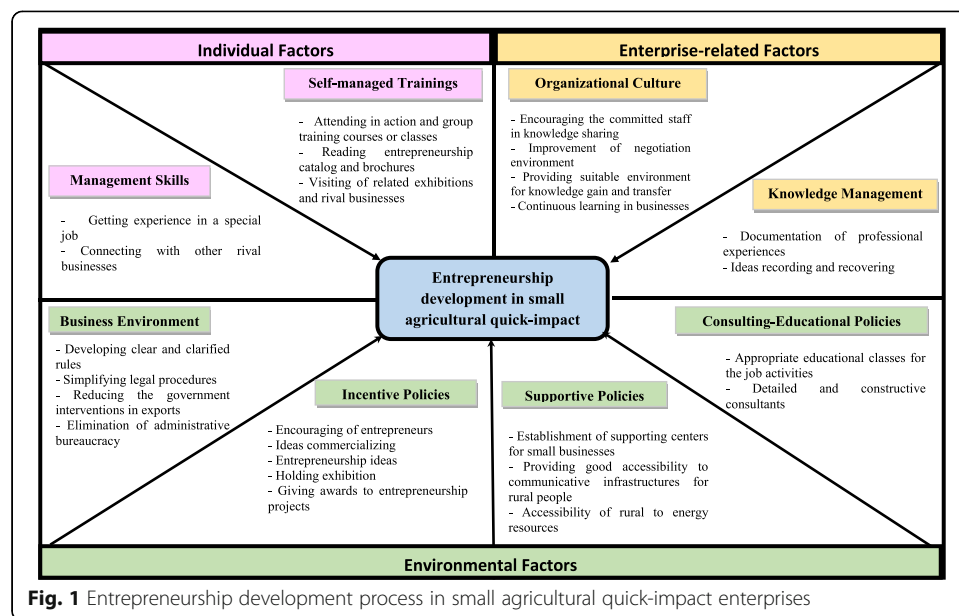 Individual Factors
Enterprise-related Factors
Self-managed Trainings
- Attending in action and group
training courses or classes
- Reading entrepreneurship
catalog and brochures
- Visiting of related exhibitions
and rival businesses
Management Skills
- Getting experience in a special
job
- Connecting with other rival
businesses
Organizational Culture
- Encouraging the committed staff
in knowledge sharing
- Improvement of negotiation
environment
- Providing suitable environment
for knowledge gain and transfer
- Continuous learning in businesses
Knowledge Management
- Documentation of professional
experiences
- Ideas recording and recovering
Entrepreneurship
development in small
agricultural quick-impact
Business Environment
- Developing clear and clarified
rules
- Simplifying legal procedures
- Reducing the government
interventions in exports
- Elimination of administrative
bureaucracy
Incentive Policies
- Encouraging of entrepreneurs
- Ideas commercializing
- Entrepreneurship ideas
- Holding exhibition
- Giving awards to entrepreneurship
projects
Supportive Policies
- Establishment of supporting centers
for small businesses
- Providing good accessibility to
communicative infrastructures for
rural people
- Accessibility of rural to energy
resources
Consulting-Educational Policies
- Appropriate educational classes for
the job activities
- Detailed and constructive
consultants
Environmental Factors
Fig. 1 Entrepreneurship development process in small agricultural quick-impact enterprises